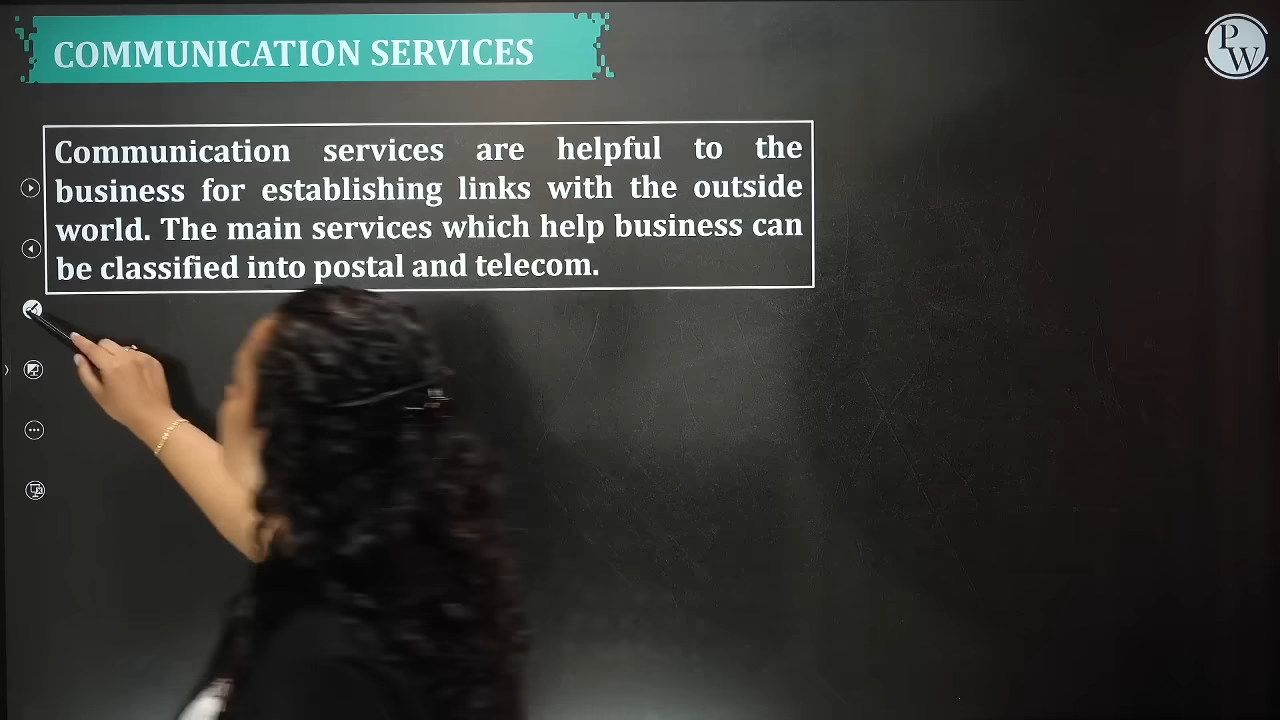 COMMUNICATION SERVICES
PW
Communication services are helpful to the
business for establishing links with the outside
world. The main services which help business can
be classified into postal and telecom.